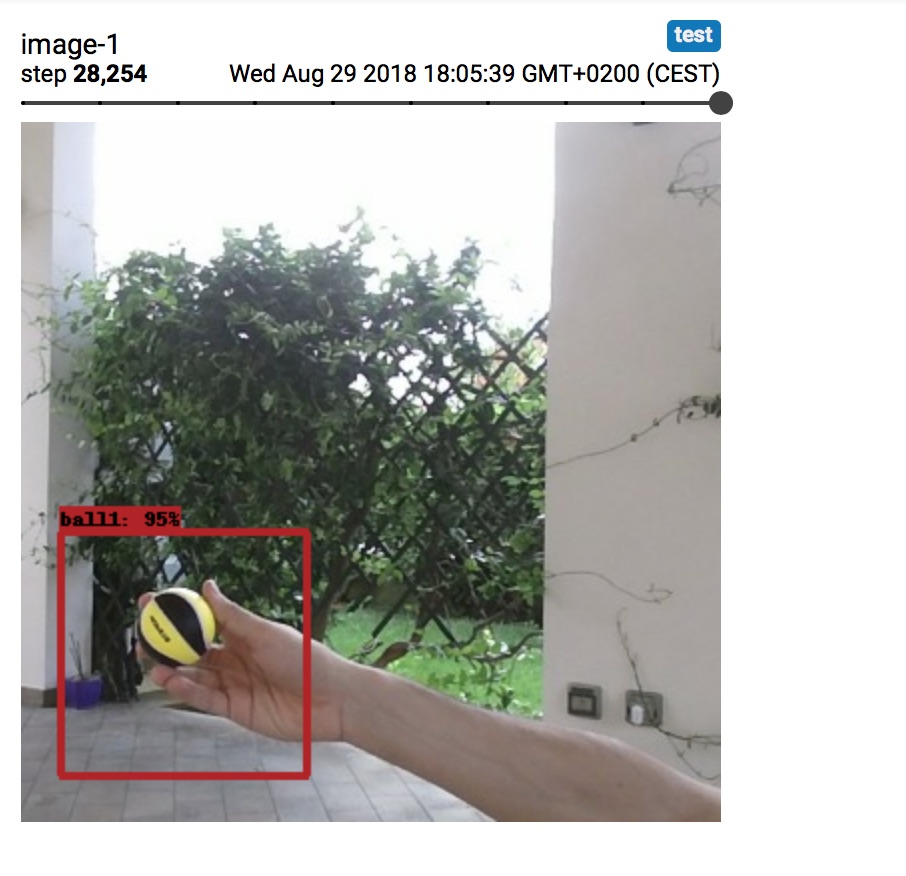 image-1
test
step 28,254
Wed Aug 29 2018 18:05:39 GMT+0200 (CEST)
ball1: 95%